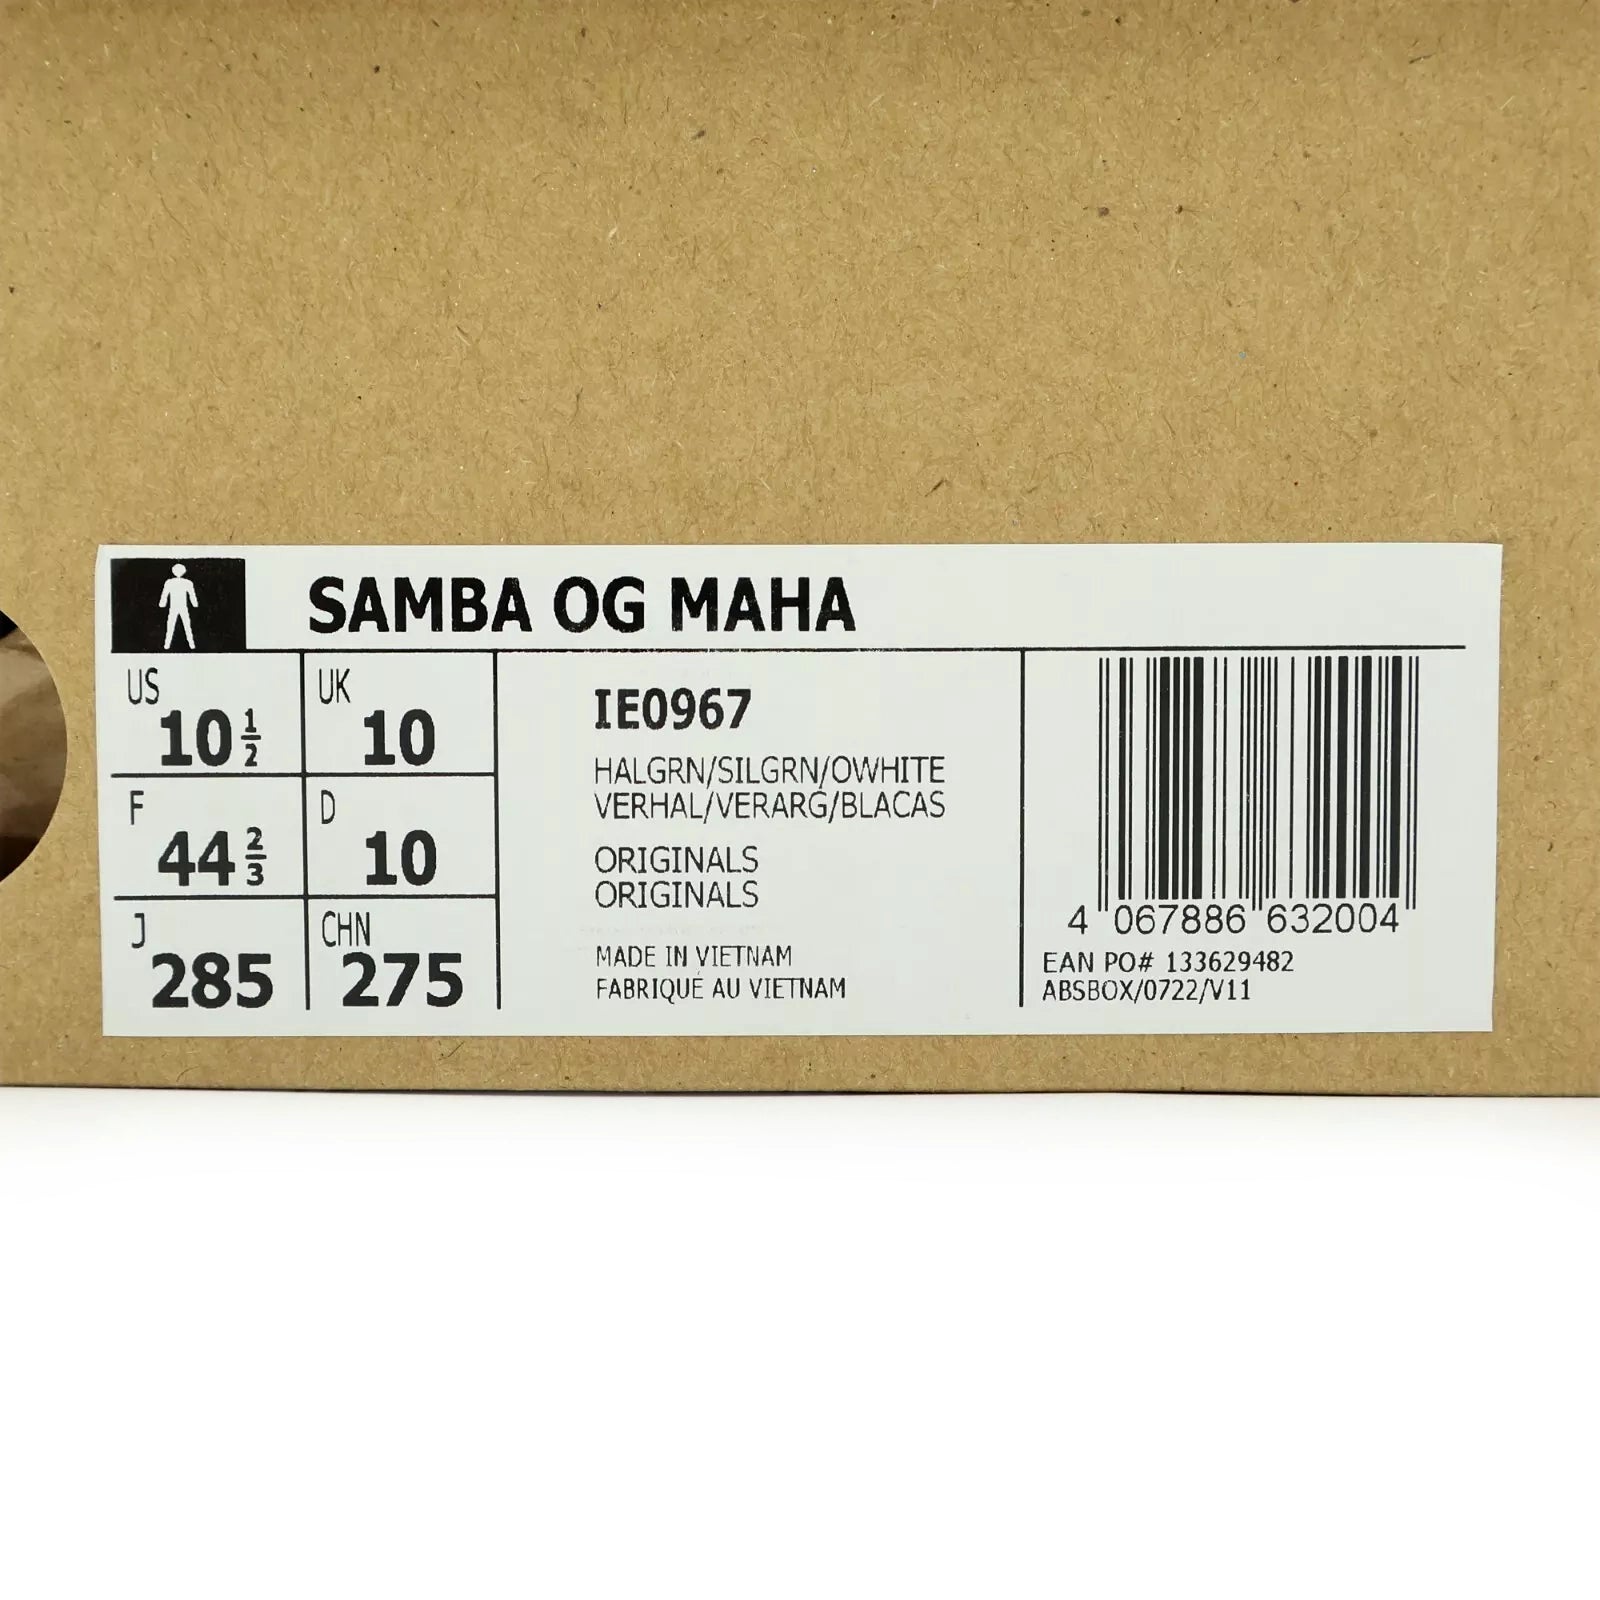 SAMBA OG MAHA
US
10 1/2
UK
10
F
44 2/3
D
10
J
285
CHN
275
IE0967
HALGRN/SILGRN/OWHITE
VERHAL/VERARG/BLACAS
ORIGINALS
ORIGINALS
MADE IN VIETNAM
FABRIQUÉ AU VIETNAM
4 067886 632004
EAN PO# 133629482
ABSBOX/0722/V11